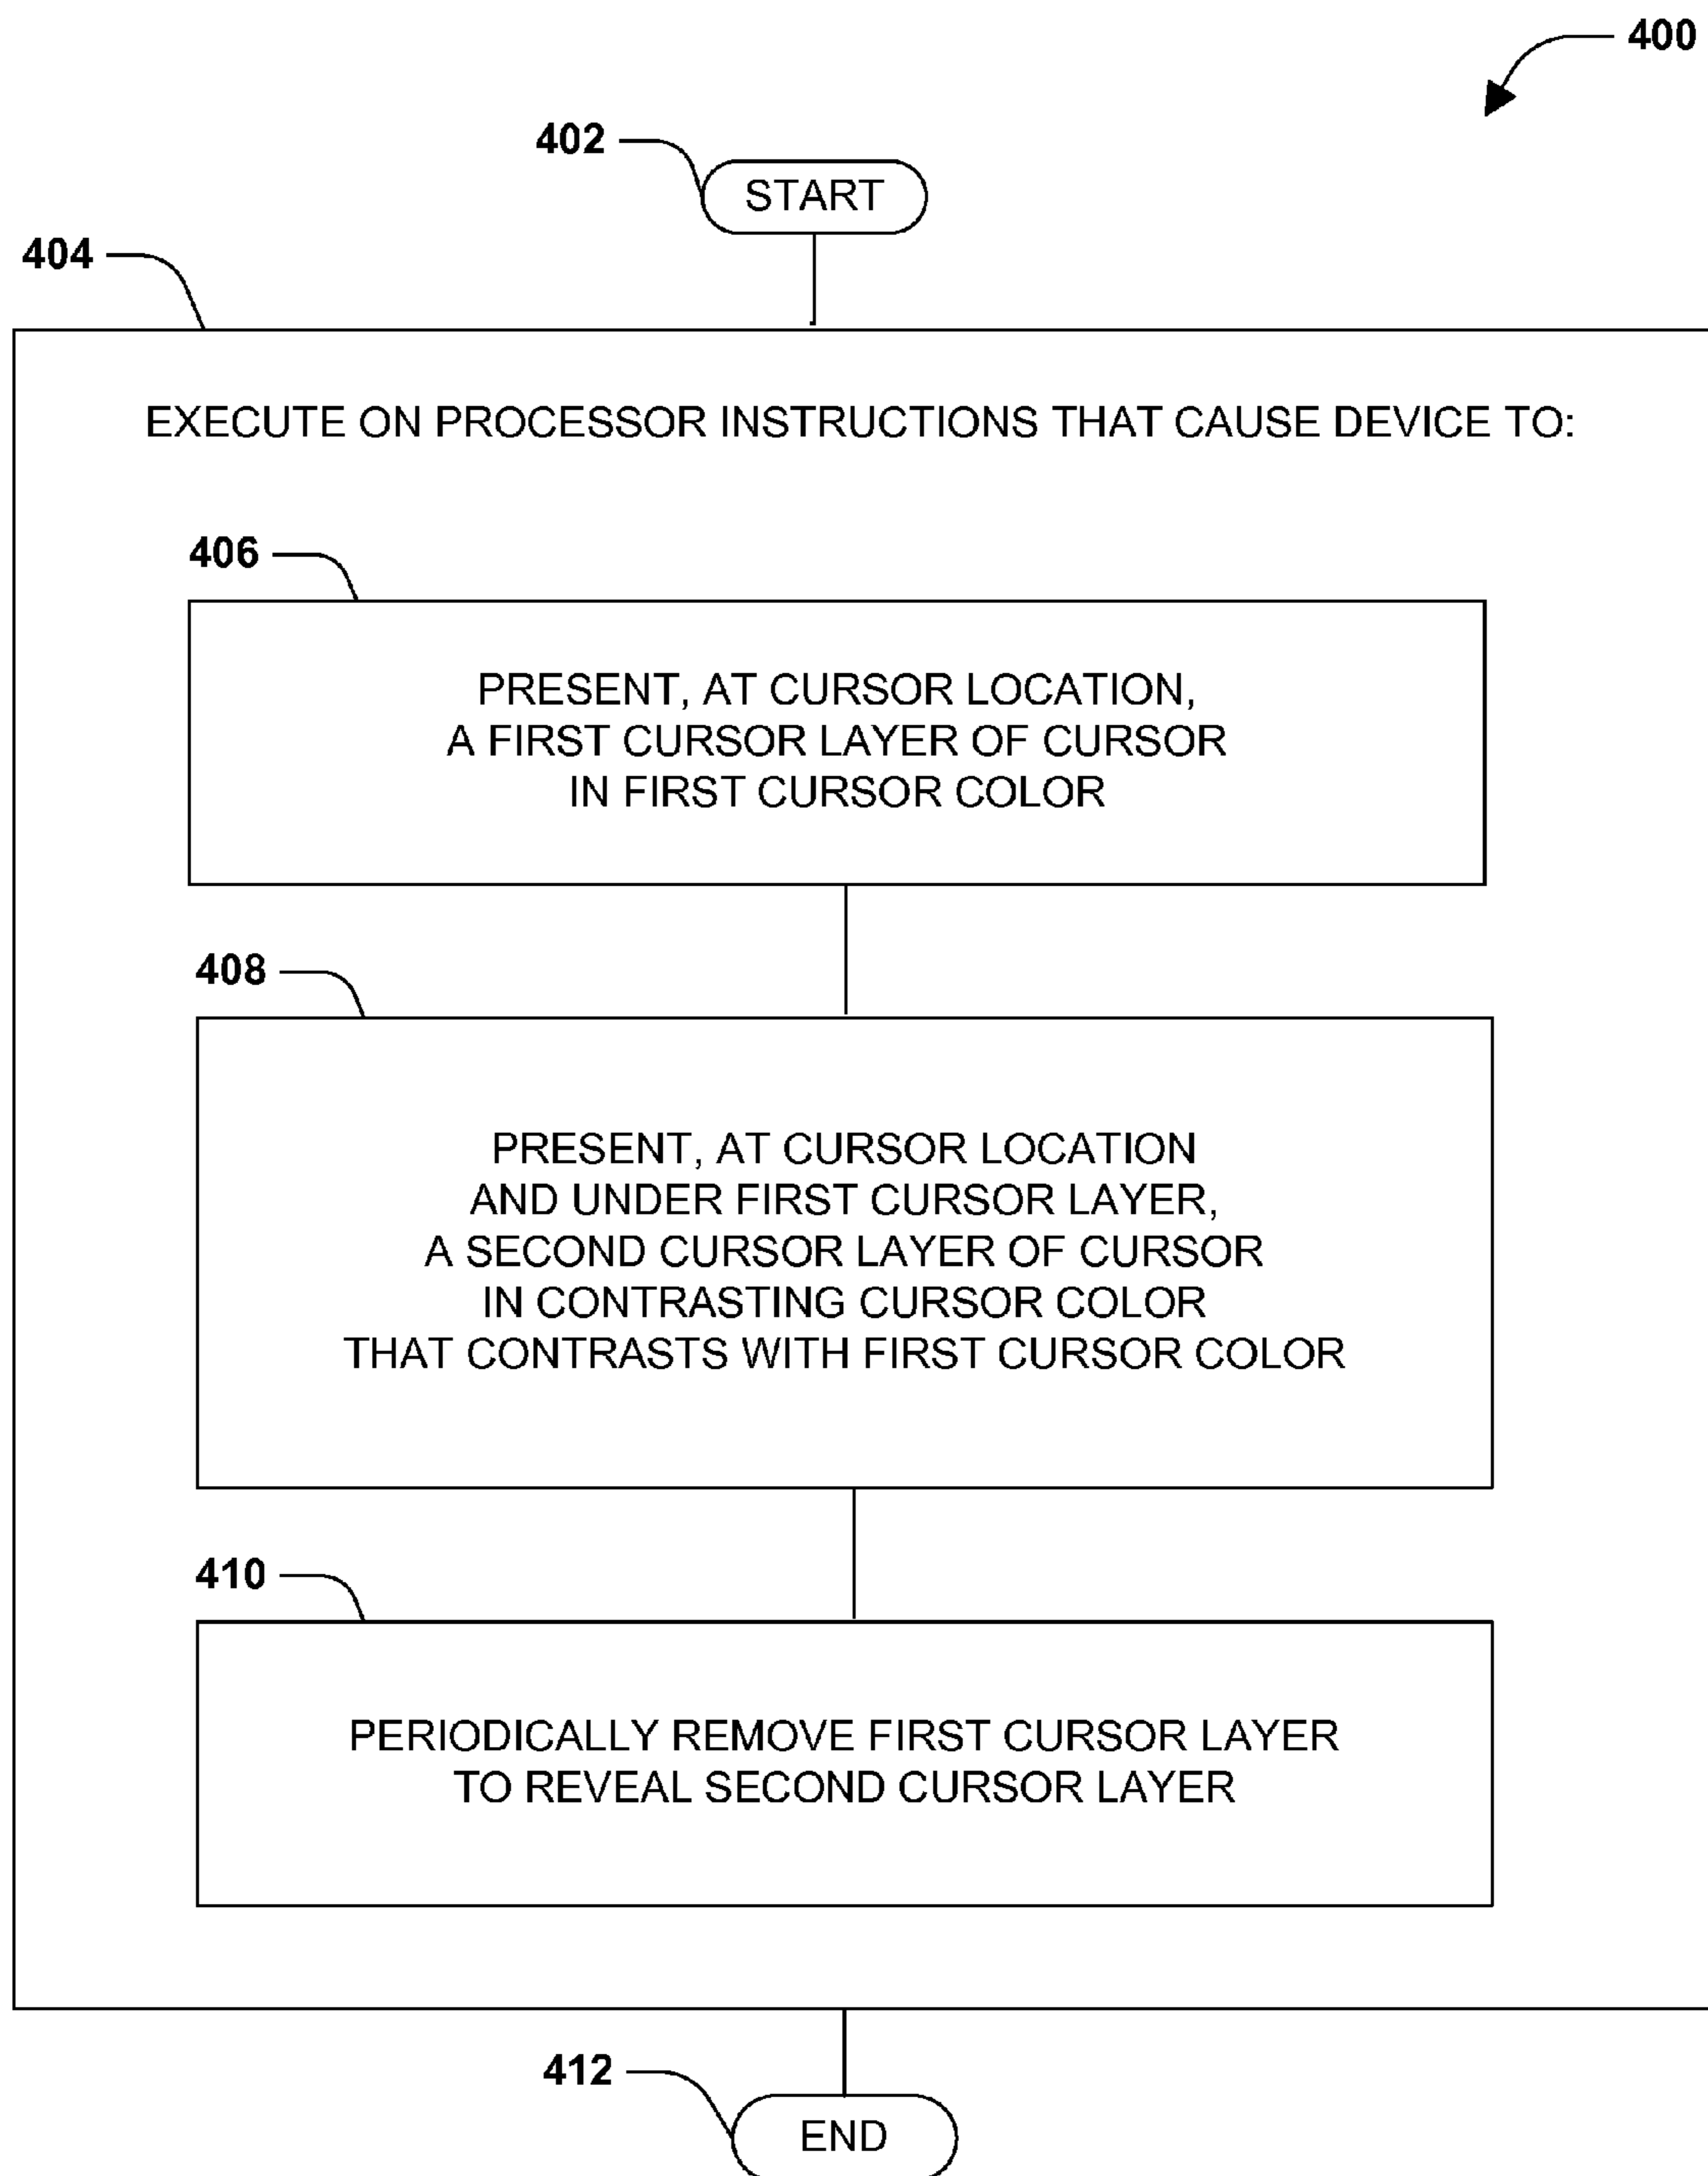 400
402
START
404
EXECUTE ON PROCESSOR INSTRUCTIONS THAT CAUSE DEVICE TO:
406
PRESENT, AT CURSOR LOCATION,
A FIRST CURSOR LAYER OF CURSOR
IN FIRST CURSOR COLOR
408
PRESENT, AT CURSOR LOCATION
AND UNDER FIRST CURSOR LAYER,
A SECOND CURSOR LAYER OF CURSOR
IN CONTRASTING CURSOR COLOR
THAT CONTRASTS WITH FIRST CURSOR COLOR
410
PERIODICALLY REMOVE FIRST CURSOR LAYER
TO REVEAL SECOND CURSOR LAYER
412
END